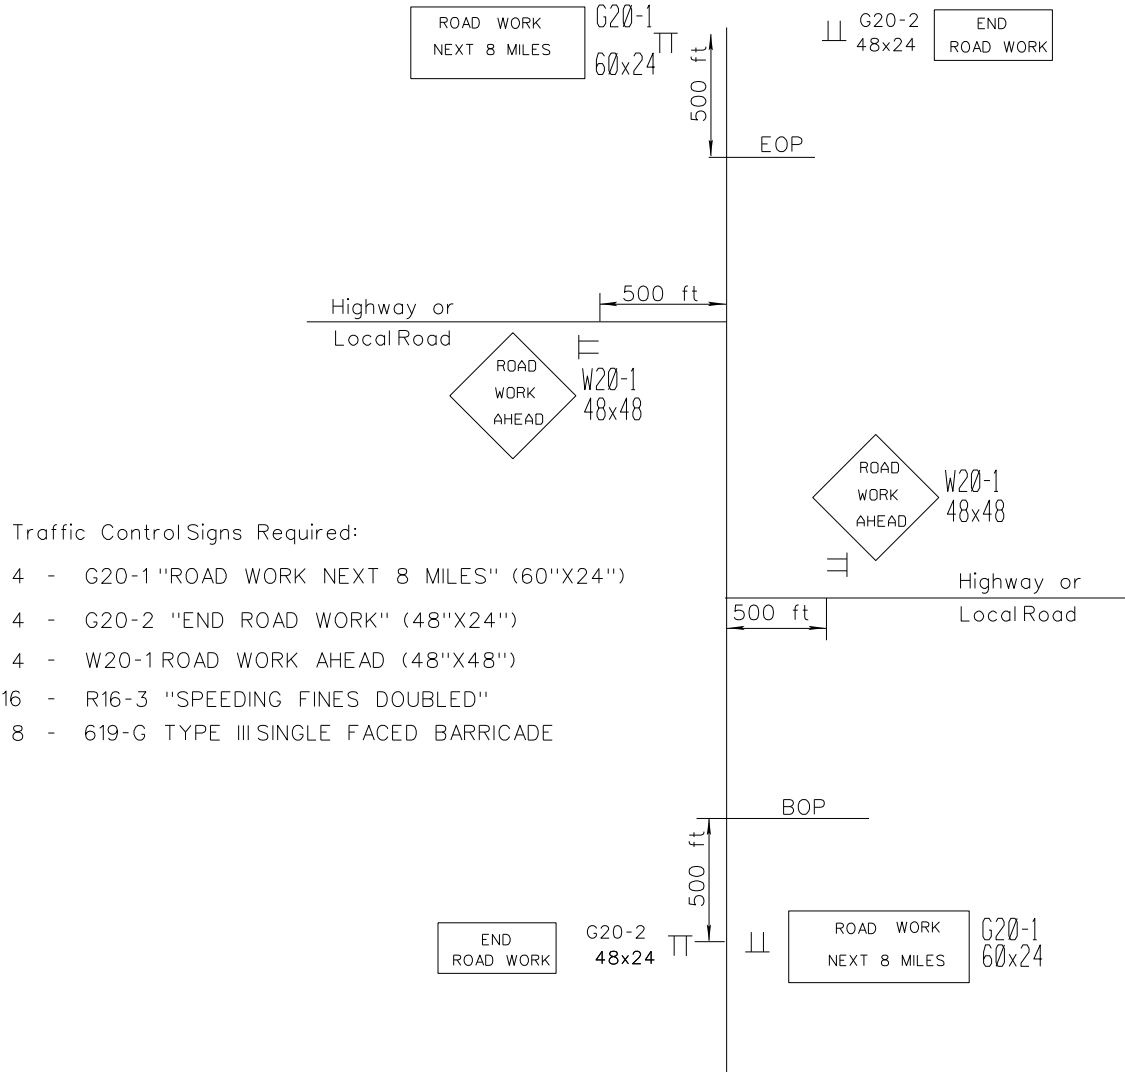 ROAD WORK
NEXT 8 MILES
G20-1
60x24
500 ft
G20-2
48x24
END
ROAD WORK
EOP
500 ft
Highway or
Local Road
ROAD
WORK
AHEAD
W20-1
48x48
ROAD
WORK
AHEAD
W20-1
48x48
Traffic Control Signs Required:
4 - G20-1 "ROAD WORK NEXT 8 MILES" (60"X24")
4 - G20-2 "END ROAD WORK" (48"X24")
4 - W20-1 ROAD WORK AHEAD (48"X48")
16 - R16-3 "SPEEDING FINES DOUBLED"
8 - 619-G TYPE III SINGLE FACED BARRICADE
Highway or
Local Road
500 ft
BOP
500 ft
END
ROAD WORK
G20-2
48x24
ROAD WORK
NEXT 8 MILES
G20-1
60x24